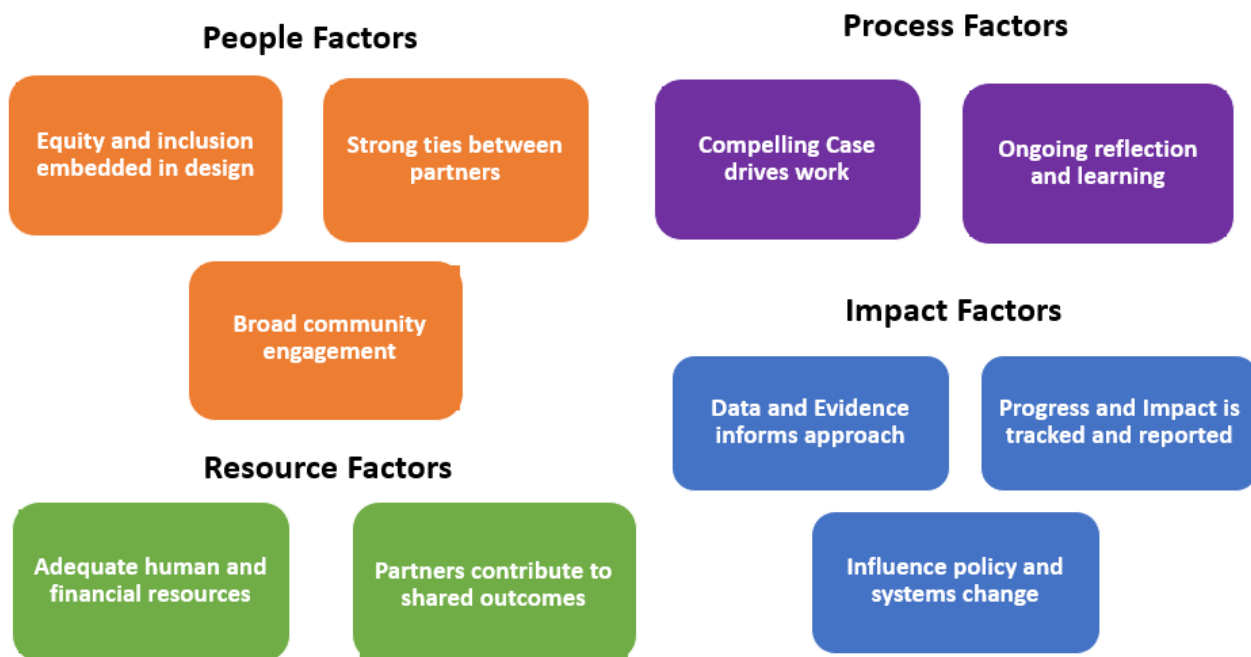 People Factors
Equity and inclusion
embedded in design
Strong ties between
partners
Broad community
engagement
Process Factors
Compelling Case
drives work
Ongoing reflection
and learning
Resource Factors
Adequate human and
financial resources
Partners contribute to
shared outcomes
Impact Factors
Data and Evidence
informs approach
Progress and Impact is
tracked and reported
Influence policy and
systems change